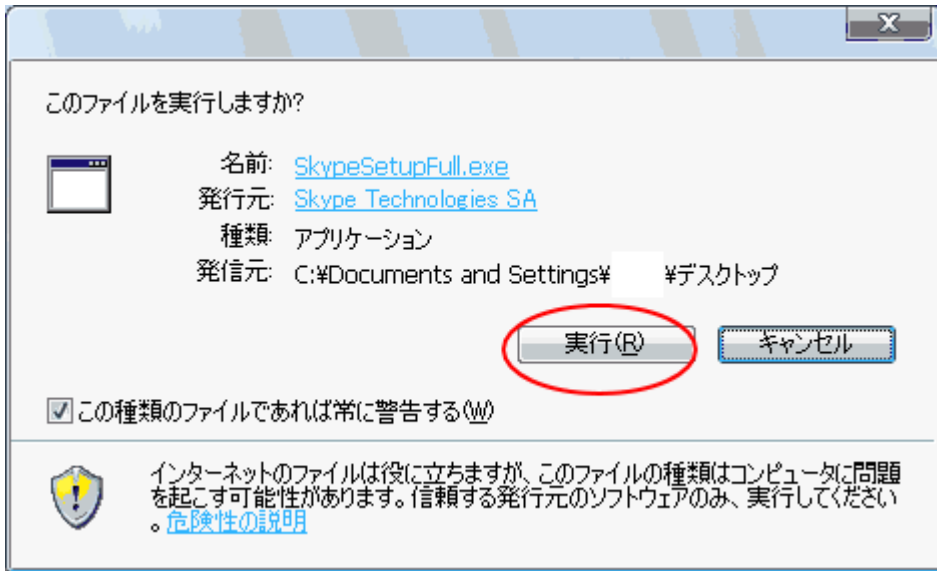 このファイルを実行しますか?
名前: SkypeSetupFull.exe
発行元: Skype Technologies SA
種類: アプリケーション
発信元: C:¥Documents and Settings¥ ¥デスクトップ
実行(R) キャンセル
この種類のファイルであれば常に警告する(W)
インターネットのファイルは役に立ちますが、このファイルの種類はコンピュータに問題
を起こす可能性があります。信頼する発行元のソフトウェアのみ、実行してください
。危険性の説明